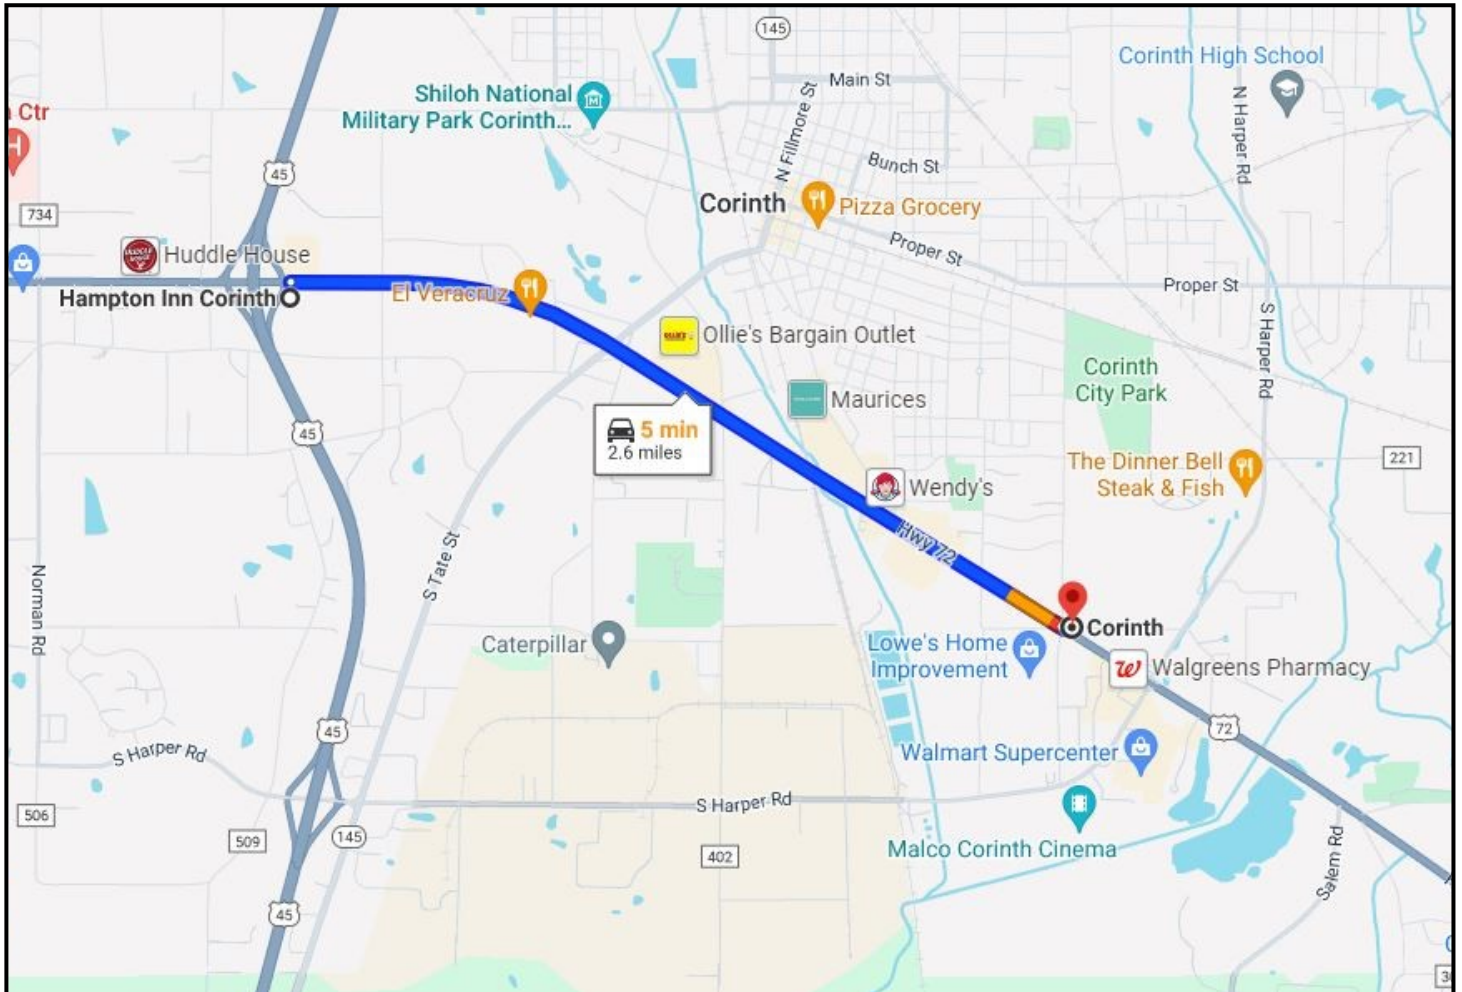 145
Corinth High School
Main St
Shiloh National
Military Park Corinth...
Ctr
N Harper Rd
N Fillmore St
Bunch St
45
Corinth
Pizza Grocery
734
Proper St
Huddle House
Proper St
Hampton Inn Corinth
El Veracruz
Ollie's Bargain Outlet
S Harper Rd
Corinth
City Park
Maurices
5 min
2.6 miles
45
221
The Dinner Bell
Steak & Fish
Wendy's
Hwy 72
S Tate St
Norman Rd
Corinth
Caterpillar
Lowe's Home
Improvement
Walgreens Pharmacy
45
72
S Harper Rd
Walmart Supercenter
S Harper Rd
506
509
145
402
Malco Corinth Cinema
Salem Rd
45